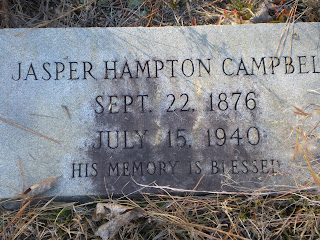 JASPER HAMPTON CAMPBEL
SEPT. 22, 1876
JULY 15, 1940
HIS MEMORY IS BLESSED